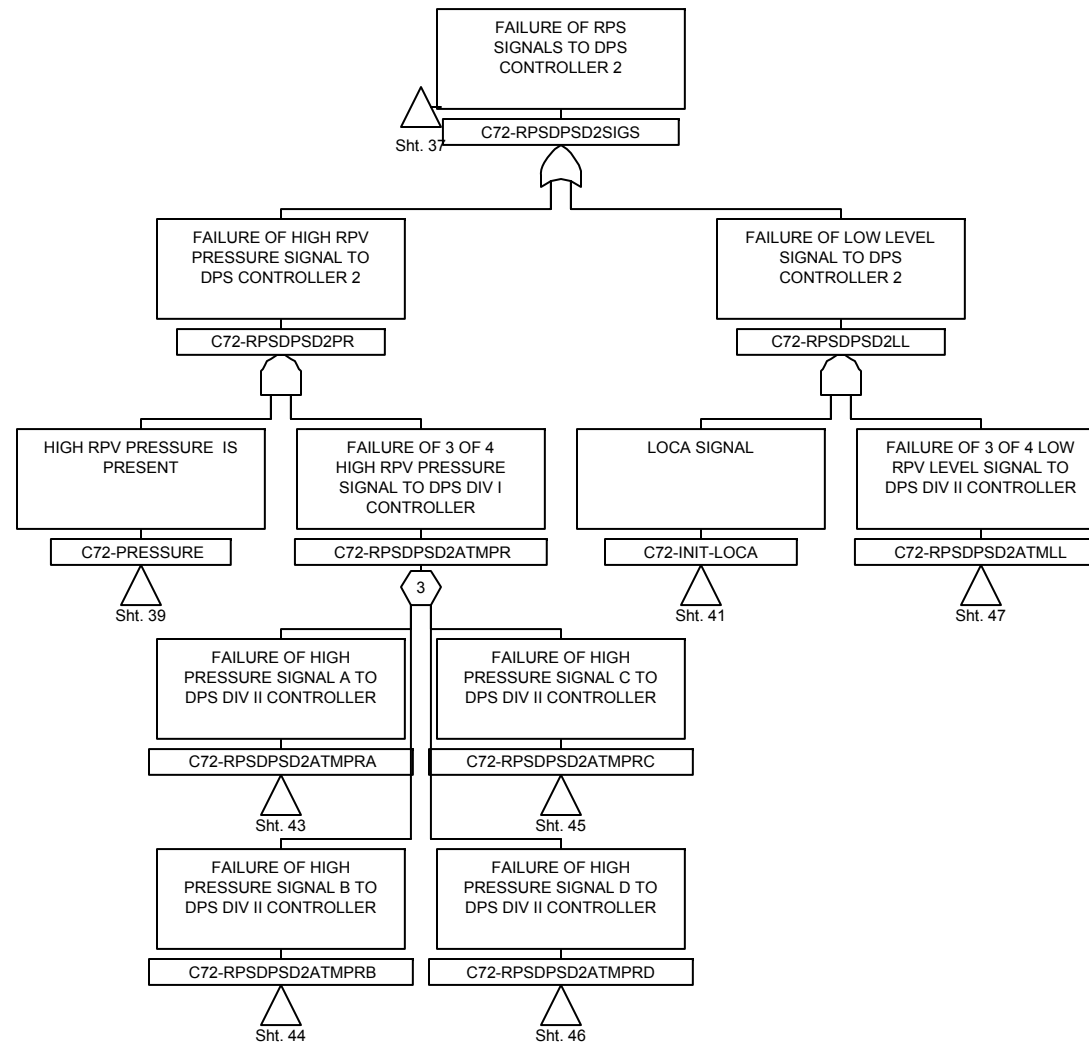 FAILURE OF RPS
SIGNALS TO DPS
CONTROLLER 2
Sht. 37
C72-RPSDPSD2SIGS
FAILURE OF HIGH RPV
PRESSURE SIGNAL TO
DPS CONTROLLER 2
C72-RPSDPSD2PR
FAILURE OF LOW LEVEL
SIGNAL TO DPS
CONTROLLER 2
C72-RPSDPSD2LL
HIGH RPV PRESSURE IS
PRESENT
C72-PRESSURE
Sht. 39
FAILURE OF 3 OF 4
HIGH RPV PRESSURE
SIGNAL TO DPS DIV I
CONTROLLER
C72-RPSDPSD2ATMPR
3
LOCA SIGNAL
C72-INIT-LOCA
Sht. 41
FAILURE OF 3 OF 4 LOW
RPV LEVEL SIGNAL TO
DPS DIV II CONTROLLER
C72-RPSDPSD2ATMLL
Sht. 47
FAILURE OF HIGH
PRESSURE SIGNAL A TO
DPS DIV II CONTROLLER
C72-RPSDPSD2ATMPRA
Sht. 43
FAILURE OF HIGH
PRESSURE SIGNAL C TO
DPS DIV II CONTROLLER
C72-RPSDPSD2ATMPRC
Sht. 45
FAILURE OF HIGH
PRESSURE SIGNAL B TO
DPS DIV II CONTROLLER
C72-RPSDPSD2ATMPRB
Sht. 44
FAILURE OF HIGH
PRESSURE SIGNAL D TO
DPS DIV II CONTROLLER
C72-RPSDPSD2ATMPRD
Sht. 46